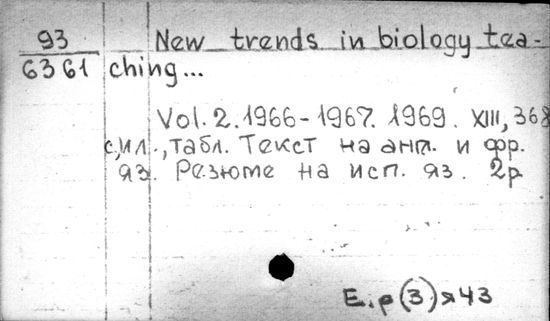 93 New trends in biology tea-
6361 ching...
Vol. 2. 1966-1967. 1969. XIII, 368
с., ил., табл. Текст на англ. и фр.
яз. Резюме на исп. яз. 2р.
Е. р (3) я43